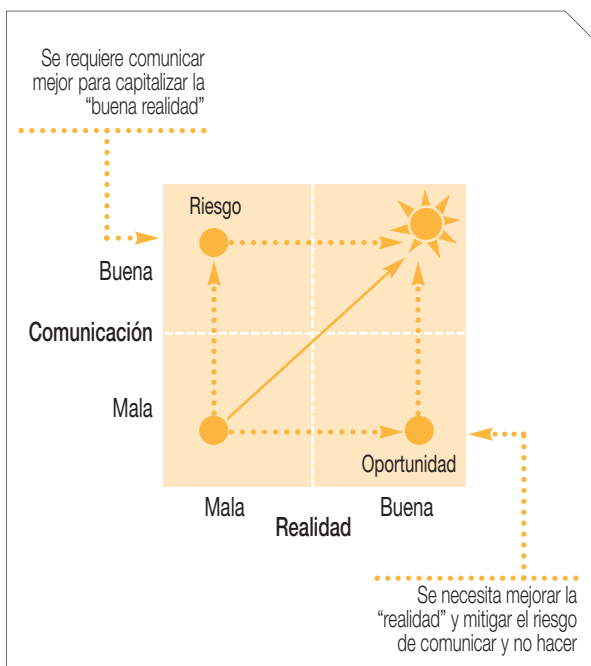 Se requiere comunicar
mejor para capitalizar la
“buena realidad”
Riesgo
Buena
Comunicación
Mala
Oportunidad
Mala
Buena
Realidad
Se necesita mejorar la
“realidad” y mitigar el riesgo
de comunicar y no hacer